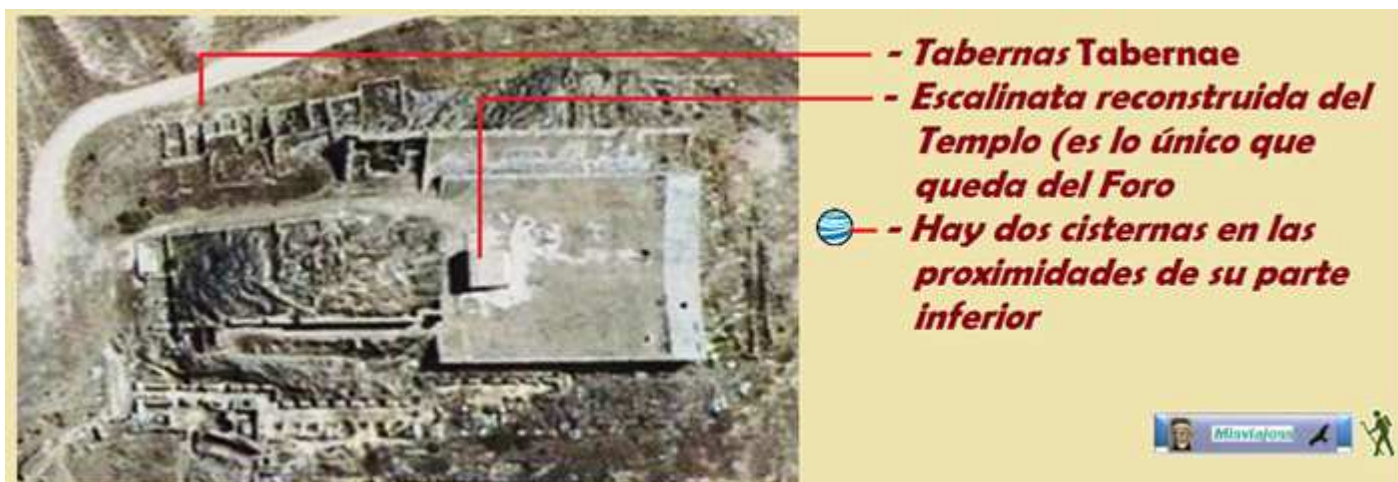 - Tabernas Tabernae
- Escalinata reconstruida del
Templo (es lo único que
queda del Foro
- Hay dos cisternas en las
proximidades de su parte
inferior
Misviajess